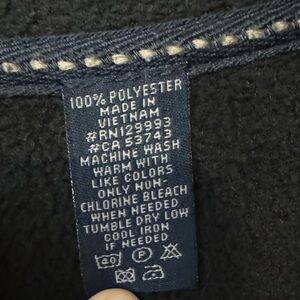 100% POLYESTER
MADE IN
VIETNAM
#RN129993
#CA 53743
MACHINE WASH
WARM WITH
LIKE COLORS
ONLY NON-
CHLORINE BLEACH
WHEN NEEDED
TUMBLE DRY LOW
COOL IRON
IF NEEDED